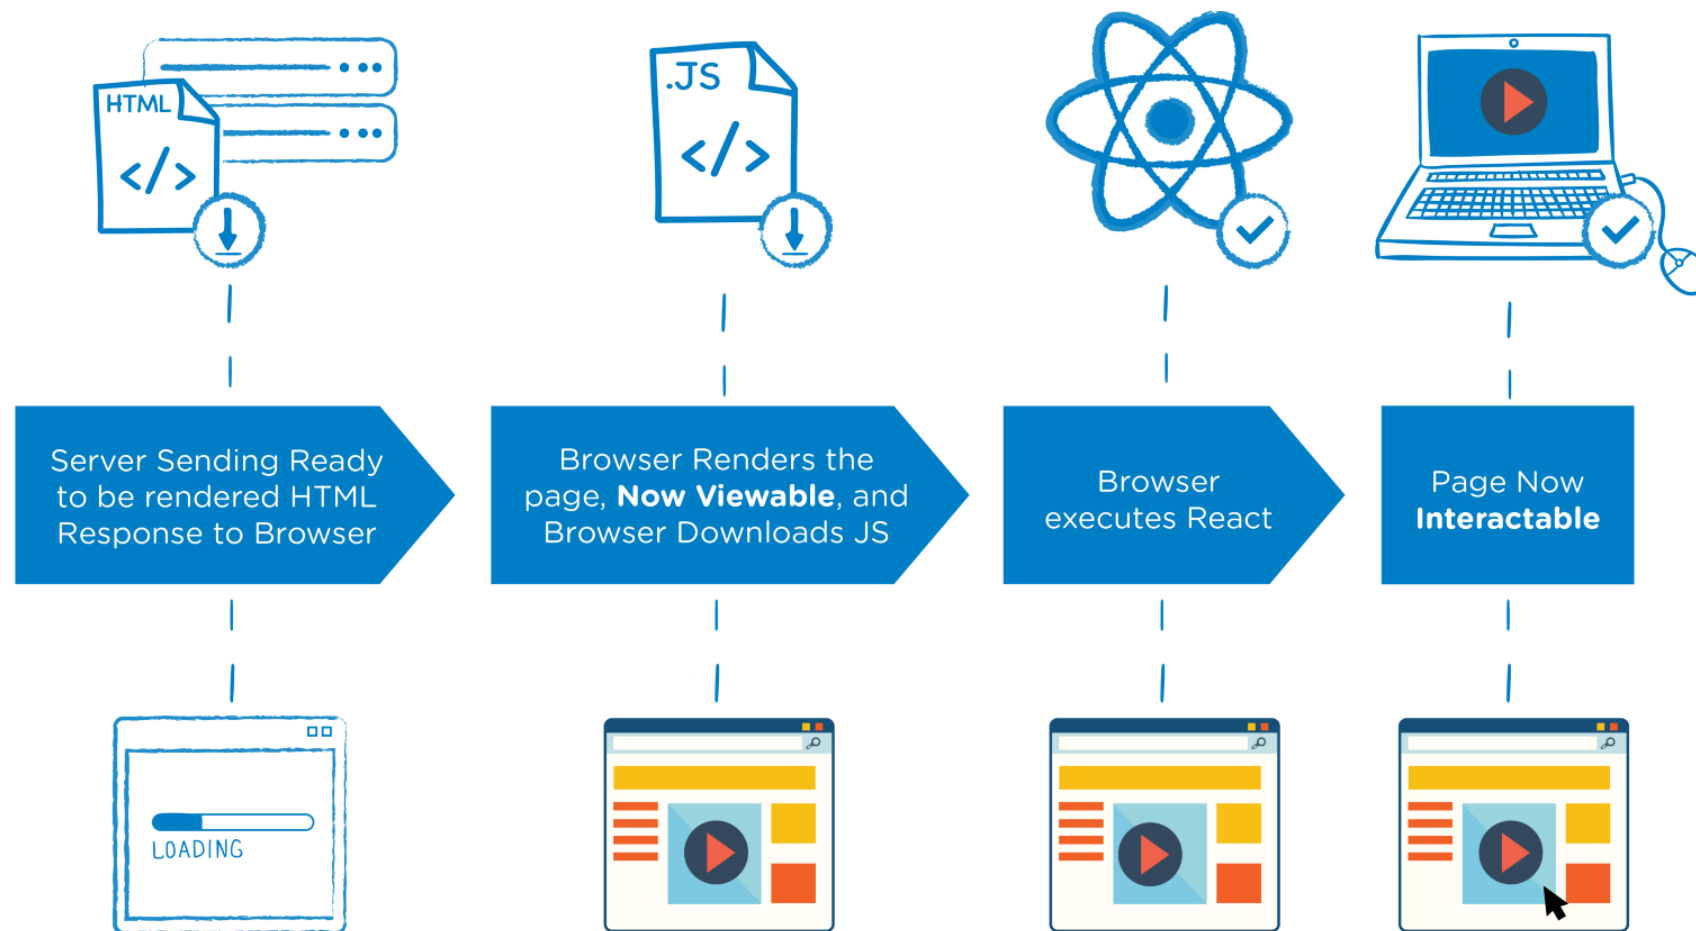 HTML
</>
.JS
</>
Server Sending Ready
to be rendered HTML
Response to Browser
Browser Renders the
page, Now Viewable, and
Browser Downloads JS
Browser
executes React
Page Now
Interactable
LOADING